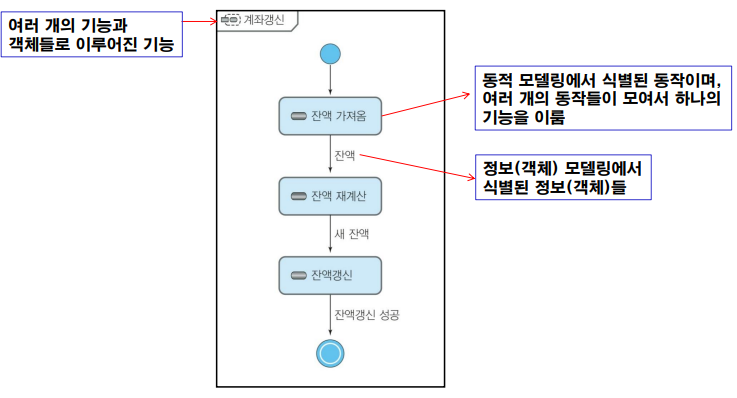 여러 개의 기능과
객체들로 이루어진 기능
계좌갱신
잔액 가져옴
동적 모델링에서 식별된 동작이며,
여러 개의 동작들이 모여서 하나의
기능을 이룸
잔액
정보(객체) 모델링에서
식별된 정보(객체)들
잔액 재계산
새 잔액
잔액갱신
잔액갱신 성공